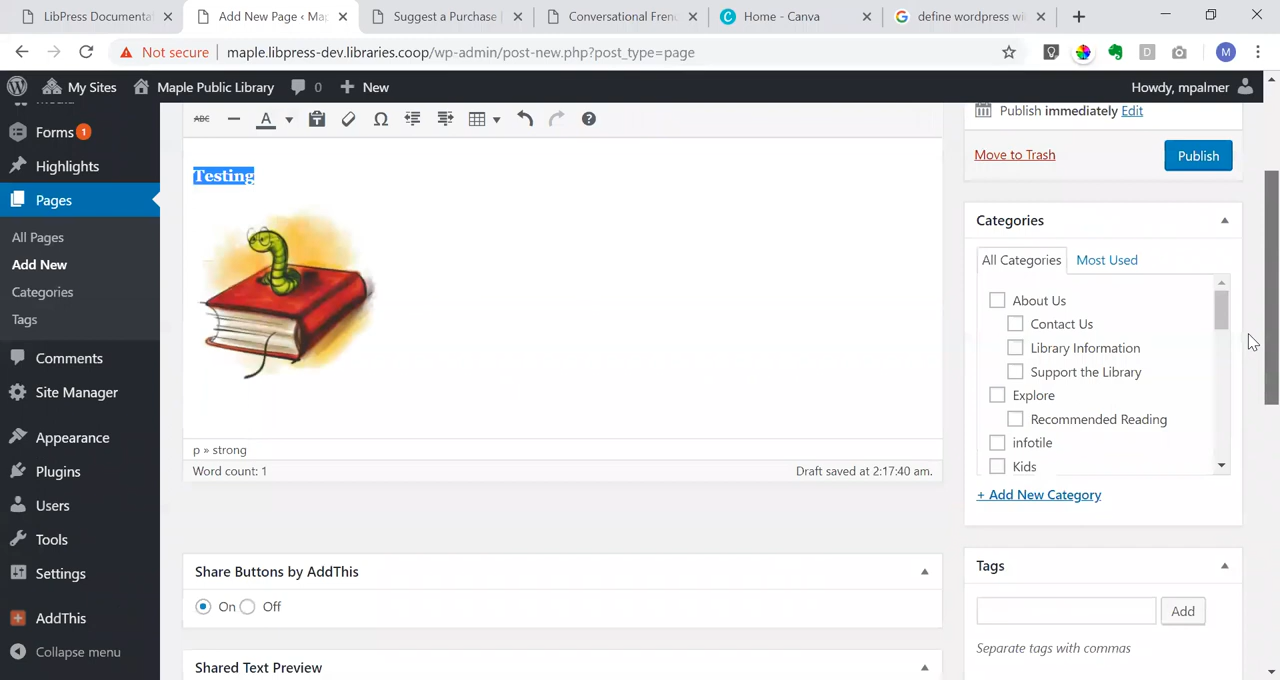 LibPress Documenta
Add New Page ‹ Map
Suggest a Purchase
Conversational Fren
Home - Canva
define wordpress wi
Not secure | maple.libpress-dev.libraries.coop/wp-admin/post-new.php?post_type=page
M
My Sites
Maple Public Library
0
New
Howdy, mpalmer
Media
Forms 1
Highlights
Pages
All Pages
Add New
Categories
Tags
Comments
Site Manager
Appearance
Plugins
Users
Tools
Settings
AddThis
Collapse menu
ABC
A
Testing
p » strong
Word count: 1
Draft saved at 2:17:40 am.
Share Buttons by AddThis
On
Off
Shared Text Preview
Publish immediately Edit
Move to Trash
Publish
Categories
All Categories
Most Used
About Us
Contact Us
Library Information
Support the Library
Explore
Recommended Reading
infotile
Kids
+ Add New Category
Tags
Add
Separate tags with commas